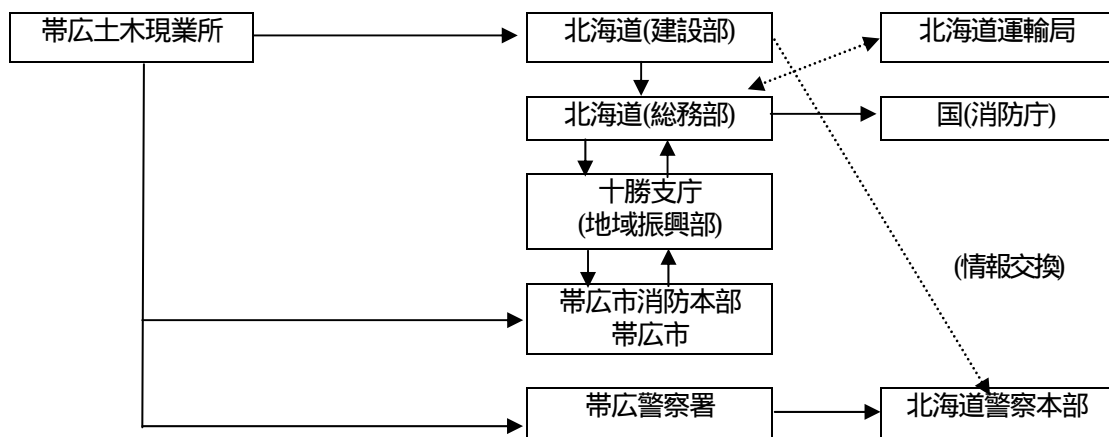 帯広土木現業所
北海道(建設部)
北海道運輸局
北海道(総務部)
国(消防庁)
十勝支庁
(地域振興部)
(情報交換)
帯広市消防本部
帯広市
帯広警察署
北海道警察本部